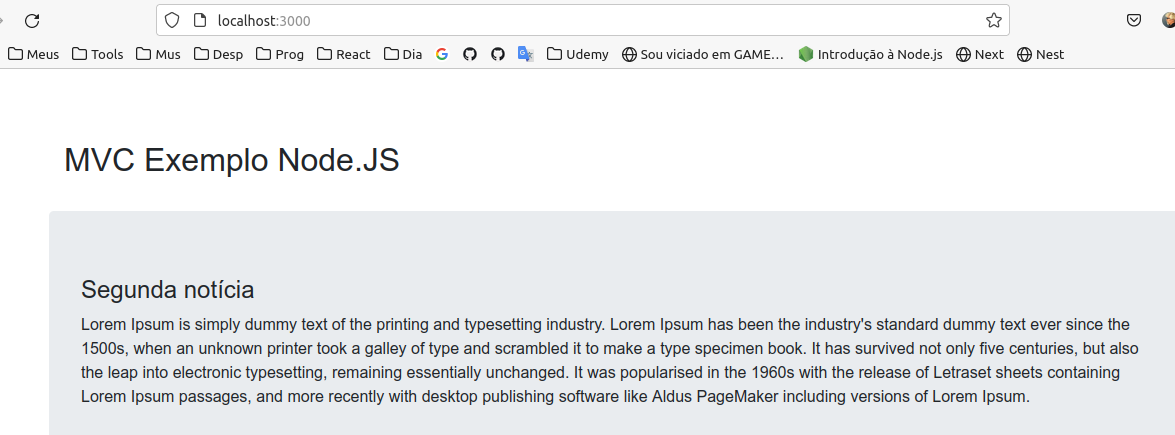 localhost:3000
Meus Tools Mus Desp Prog React Dia Udemy Sou viciado em GAME... Introdução à Node.js Next Nest
MVC Exemplo Node.JS
Segunda notícia
Lorem Ipsum is simply dummy text of the printing and typesetting industry. Lorem Ipsum has been the industry's standard dummy text ever since the
1500s, when an unknown printer took a galley of type and scrambled it to make a type specimen book. It has survived not only five centuries, but also
the leap into electronic typesetting, remaining essentially unchanged. It was popularised in the 1960s with the release of Letraset sheets containing
Lorem Ipsum passages, and more recently with desktop publishing software like Aldus PageMaker including versions of Lorem Ipsum.